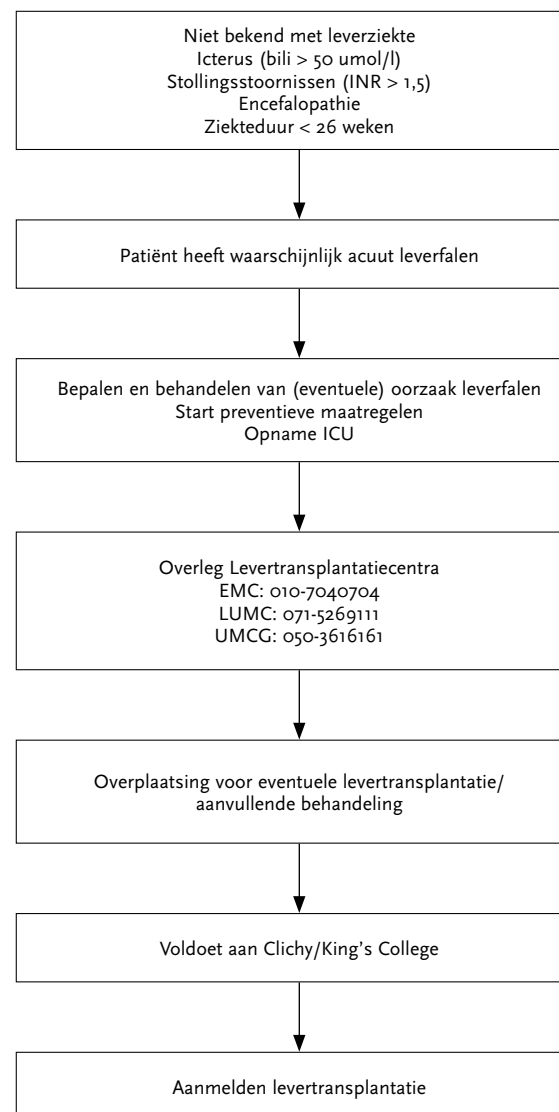 Niet bekend met leverziekte
Icterus (bili > 50 umol/l)
Stollingsstoornissen (INR > 1,5)
Encefalopathie
Ziekteduur < 26 weken
Patiënt heeft waarschijnlijk acuut leverfalen
Bepalen en behandelen van (eventuele) oorzaak leverfalen
Start preventieve maatregelen
Opname ICU
Overleg Levertransplantatiecentra
EMC: 010-7040704
LUMC: 071-5269111
UMCG: 050-3616161
Overplaatsing voor eventuele levertransplantatie/
aanvullende behandeling
Voldoet aan Clichy/King's College
Aanmelden levertransplantatie